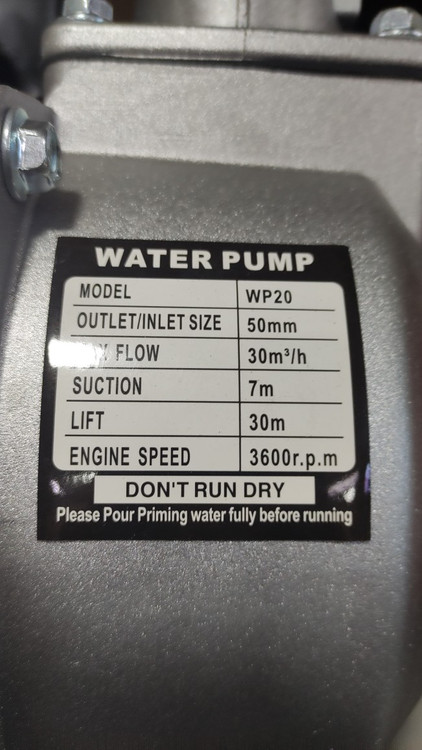 WATER PUMP
MODEL WP20
OUTLET/INLET SIZE 50mm
FLOW 30m³/h
SUCTION 7m
LIFT 30m
ENGINE SPEED 3600r.p.m
DON'T RUN DRY
Please Pour Priming water fully before running